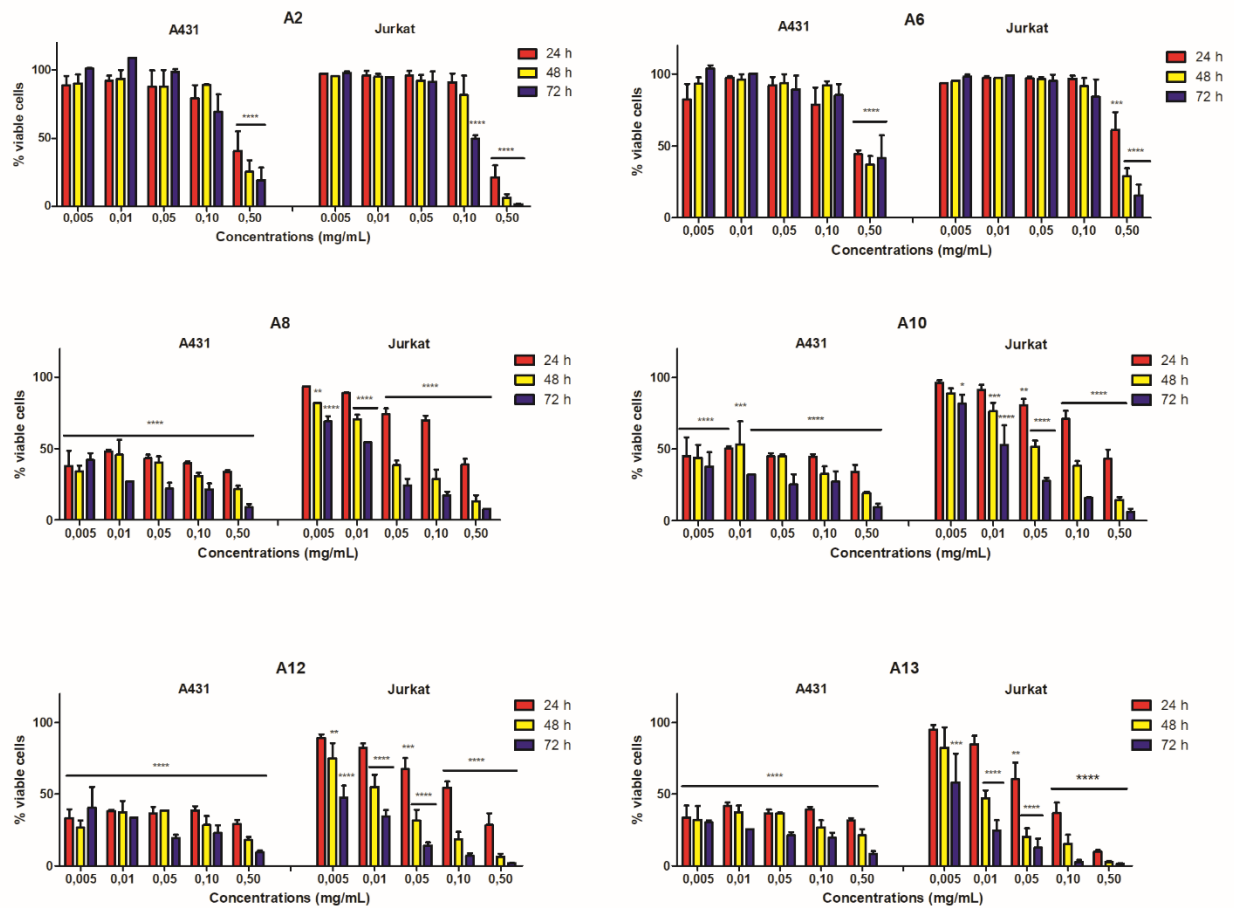 A2
A431
Jurkat
24 h
48 h
72 h
100
50
0
% viable cells
****
****
****
0,005 0,01 0,05 0,10 0,50 0,005 0,01 0,05 0,10 0,50
Concentrations (mg/mL)
A6
A431
Jurkat
24 h
48 h
72 h
100
50
0
% viable cells
****
***
****
0,005 0,01 0,05 0,10 0,50 0,005 0,01 0,05 0,10 0,50
Concentrations (mg/mL)
A8
A431
Jurkat
24 h
48 h
72 h
100
50
0
% viable cells
****
**
****
****
****
0,005 0,01 0,05 0,10 0,50 0,005 0,01 0,05 0,10 0,50
Concentrations (mg/mL)
A10
A431
Jurkat
24 h
48 h
72 h
100
50
0
% viable cells
****
***
****
*
***
****
**
****
****
0,005 0,01 0,05 0,10 0,50 0,005 0,01 0,05 0,10 0,50
Concentrations (mg/mL)
A12
A431
Jurkat
24 h
48 h
72 h
100
50
0
% viable cells
****
**
****
****
***
****
****
0,005 0,01 0,05 0,10 0,50 0,005 0,01 0,05 0,10 0,50
Concentrations (mg/mL)
A13
A431
Jurkat
24 h
48 h
72 h
100
50
0
% viable cells
****
***
****
**
****
****
0,005 0,01 0,05 0,10 0,50 0,005 0,01 0,05 0,10 0,50
Concentrations (mg/mL)